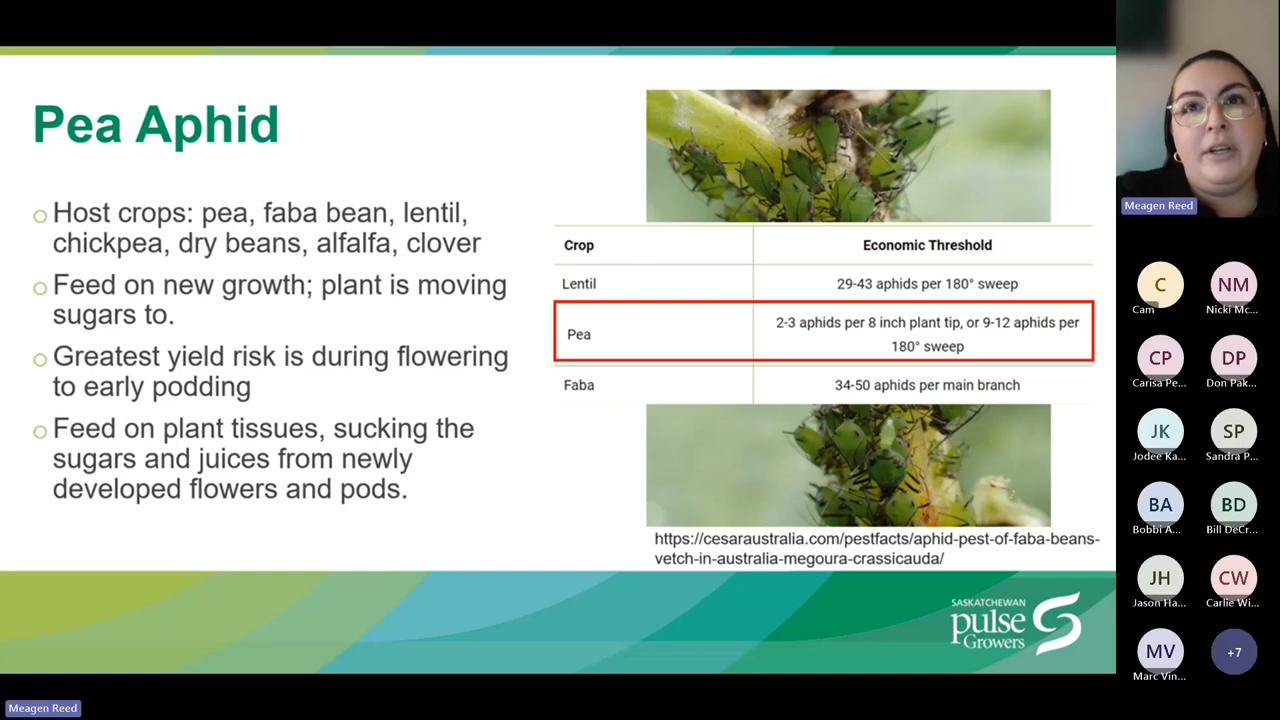 Pea Aphid
Host crops: pea, faba bean, lentil,
chickpea, dry beans, alfalfa, clover
Feed on new growth; plant is moving
sugars to.
Greatest yield risk is during flowering
to early podding
Feed on plant tissues, sucking the
sugars and juices from newly
developed flowers and pods.
Crop Economic Threshold
Lentil 29-43 aphids per 180° sweep
Pea 2-3 aphids per 8 inch plant tip, or 9-12 aphids per
180° sweep
Faba 34-50 aphids per main branch
https://cesaraustralia.com/pestfacts/aphid-pest-of-faba-beans-
vetch-in-australia-megoura-crassicauda/
SASKATCHEWAN
pulse
Growers
Meagen Reed
C NM
Cam Nicki Mc...
CP DP
Carisa Pe... Don Pak...
JK SP
Jodee Ka... Sandra P...
BA BD
Bobbi A... Bill DeCr...
JH CW
Jason Ha... Carlie Wi...
MV +7
Marc Vin...
Meagen Reed